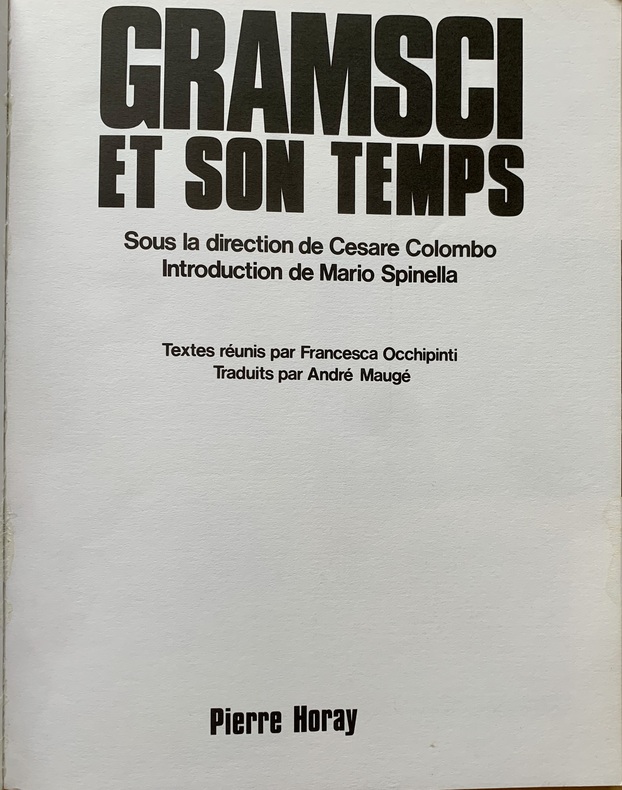 GRAMSCI
ET SON TEMPS
Sous la direction de Cesare Colombo
Introduction de Mario Spinella
Textes réunis par Francesca Occhipinti
Traduits par André Maugé
Pierre Horay